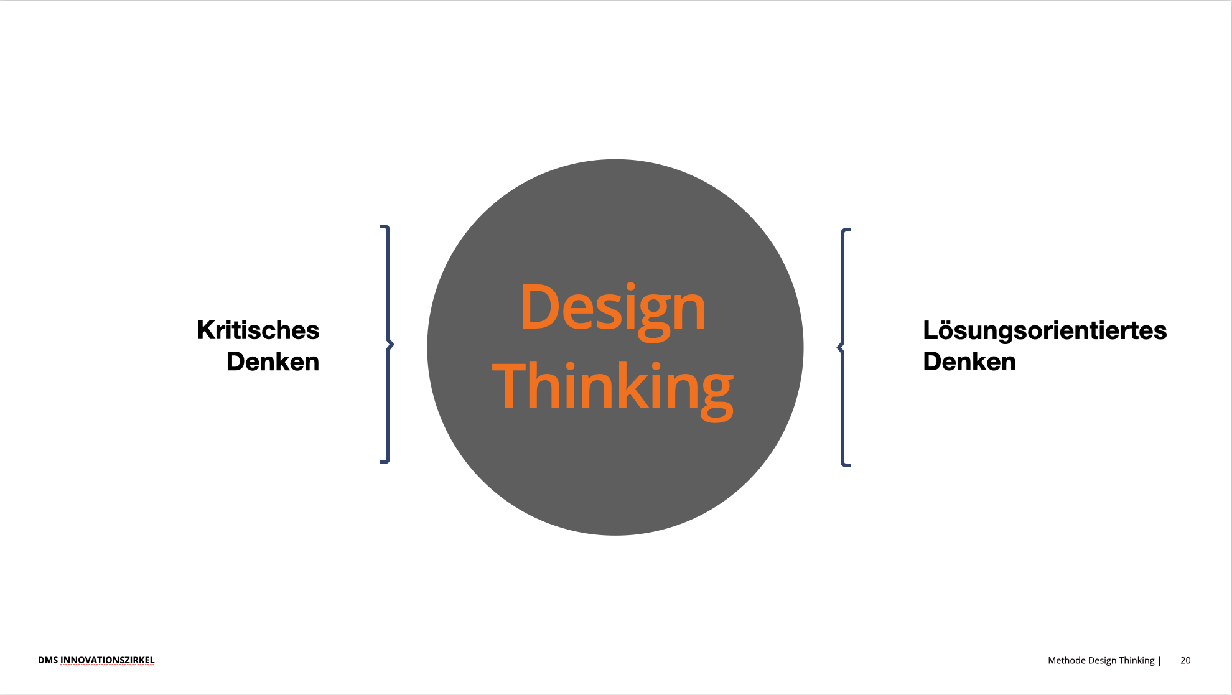 Kritisches
Denken
Design
Thinking
Lösungsorientiertes
Denken
DMS INNOVATIONSZIRKEL
Methode Design Thinking | 20